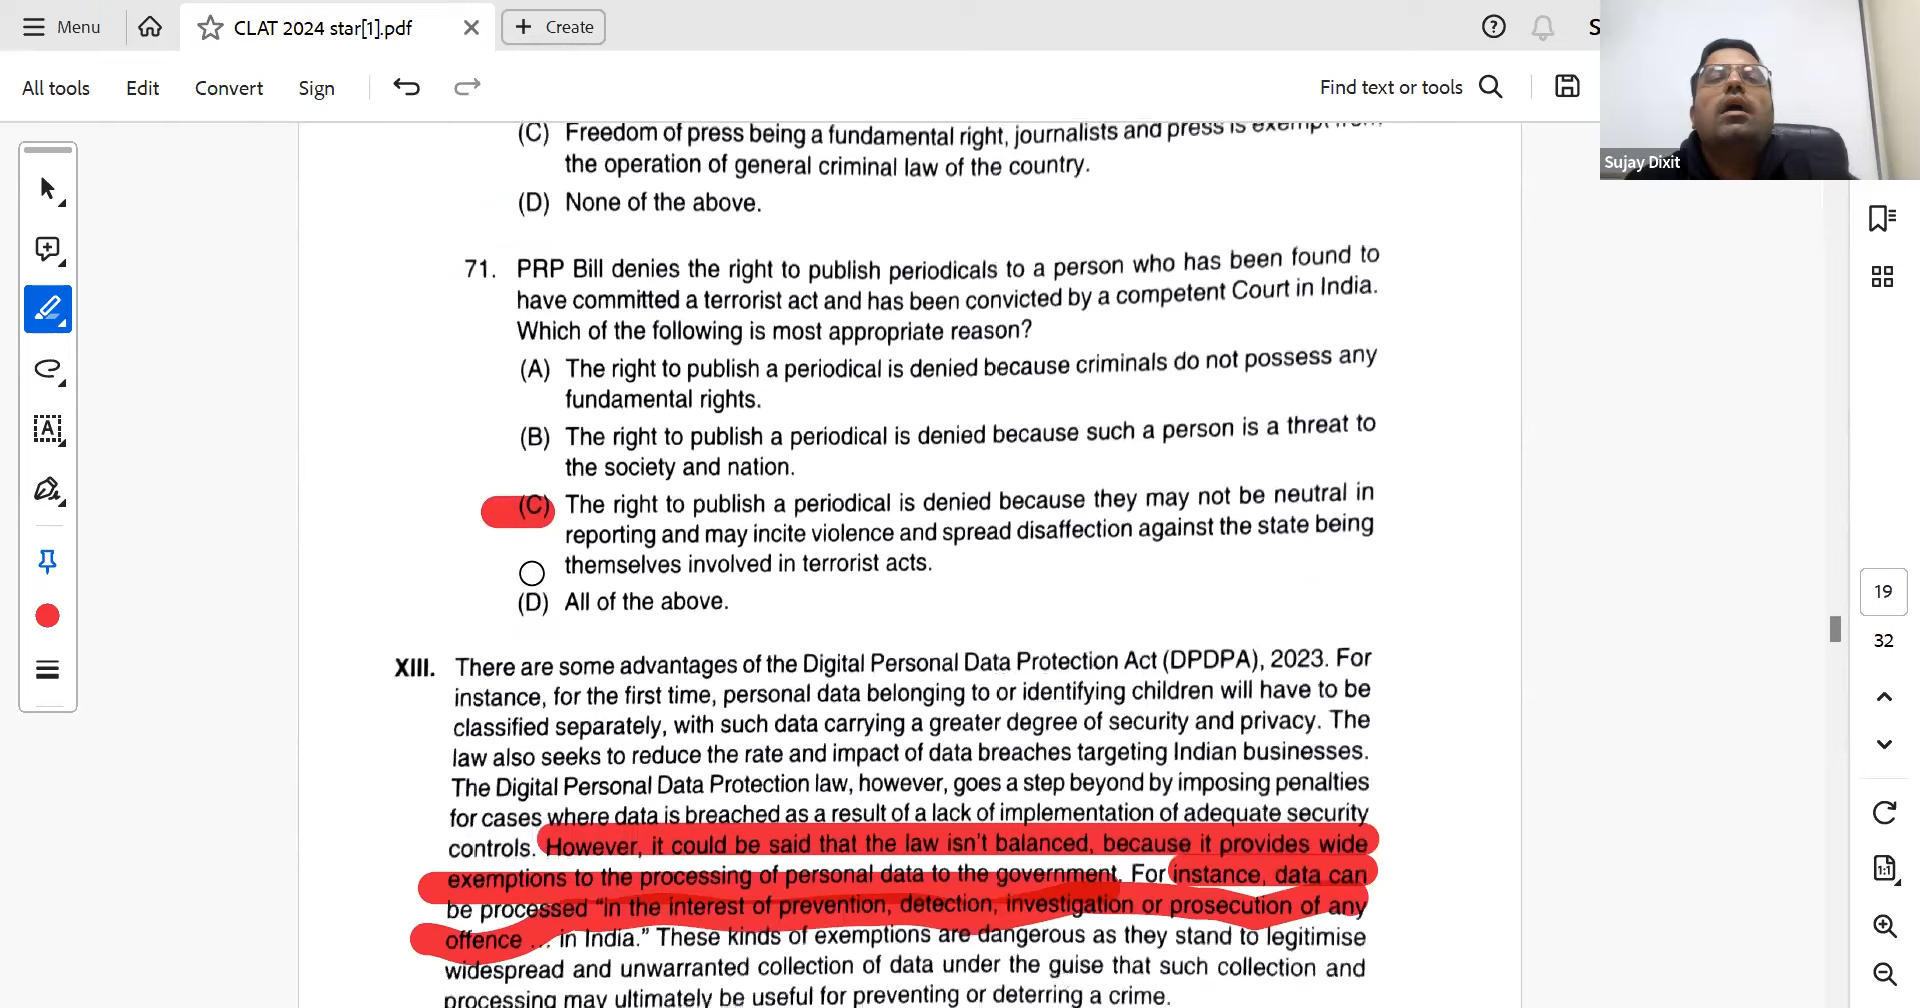 Menu
CLAT 2024 star[1].pdf
Create
S
All tools
Edit
Convert
Sign
Find text or tools
Sujay Dixit
(C) Freedom of press being a fundamental right, journalists and press is exempt from
the operation of general criminal law of the country.
(D) None of the above.
71. PRP Bill denies the right to publish periodicals to a person who has been found to
have committed a terrorist act and has been convicted by a competent Court in India.
Which of the following is most appropriate reason?
(A) The right to publish a periodical is denied because criminals do not possess any
fundamental rights.
(B) The right to publish a periodical is denied because such a person is a threat to
the society and nation.
(C) The right to publish a periodical is denied because they may not be neutral in
reporting and may incite violence and spread disaffection against the state being
themselves involved in terrorist acts.
(D) All of the above.
XIII. There are some advantages of the Digital Personal Data Protection Act (DPDPA), 2023. For
instance, for the first time, personal data belonging to or identifying children will have to be
classified separately, with such data carrying a greater degree of security and privacy. The
law also seeks to reduce the rate and impact of data breaches targeting Indian businesses.
The Digital Personal Data Protection law, however, goes a step beyond by imposing penalties
for cases where data is breached as a result of a lack of implementation of adequate security
controls. However, it could be said that the law isn't balanced, because it provides wide
exemptions to the processing of personal data to the government. For instance, data can
be processed "In the interest of prevention, detection, investigation or prosecution of any
offence ... in India." These kinds of exemptions are dangerous as they stand to legitimise
widespread and unwarranted collection of data under the guise that such collection and
processing may ultimately be useful for preventing or deterring a crime.
19
32
1:1